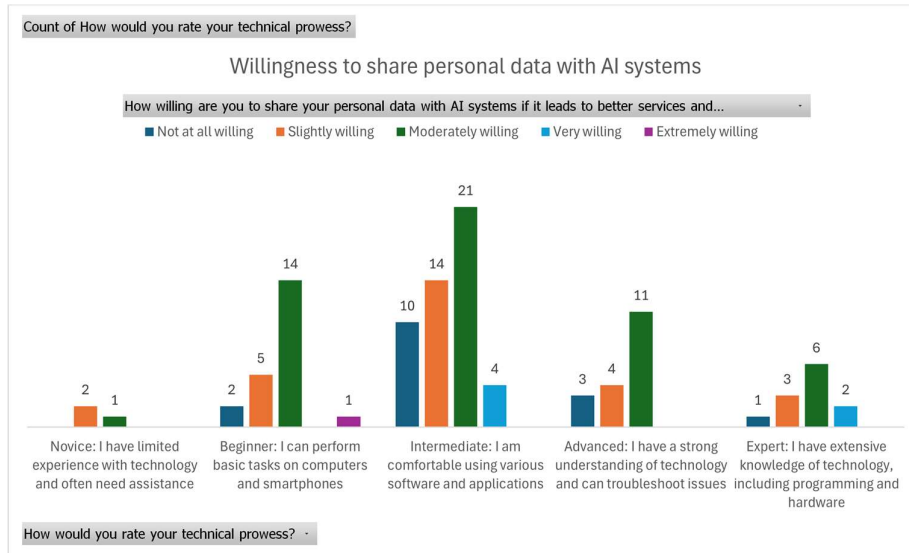 Count of How would you rate your technical prowess?
Willingness to share personal data with AI systems
How willing are you to share your personal data with AI systems if it leads to better services and...
Not at all willing Slightly willing Moderately willing Very willing Extremely willing
21
14 14
10 11
5 6
2 1 2 1 4 3 4 1 3 2
Novice: I have limited experience with technology and often need assistance
Beginner: I can perform basic tasks on computers and smartphones
Intermediate: I am comfortable using various software and applications
Advanced: I have a strong understanding of technology and can troubleshoot issues
Expert: I have extensive knowledge of technology, including programming and hardware
How would you rate your technical prowess?